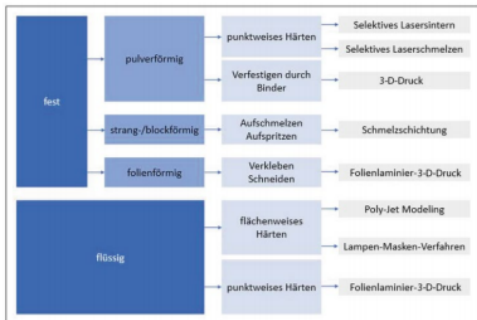 fest
pulverförmig
punktweises Härten
Selektives Lasersintern
Selektives Laserschmelzen
Verfestigen durch
Binder
3-D-Druck
strang-/blockförmig
Aufschmelzen
Aufspritzen
Schmelzschichtung
folienförmig
Verkleben
Schneiden
Folienlaminier-3-D-Druck
flüssig
flächenweises
Härten
Poly-Jet Modeling
Lampen-Masken-Verfahren
punktweises Härten
Folienlaminier-3-D-Druck